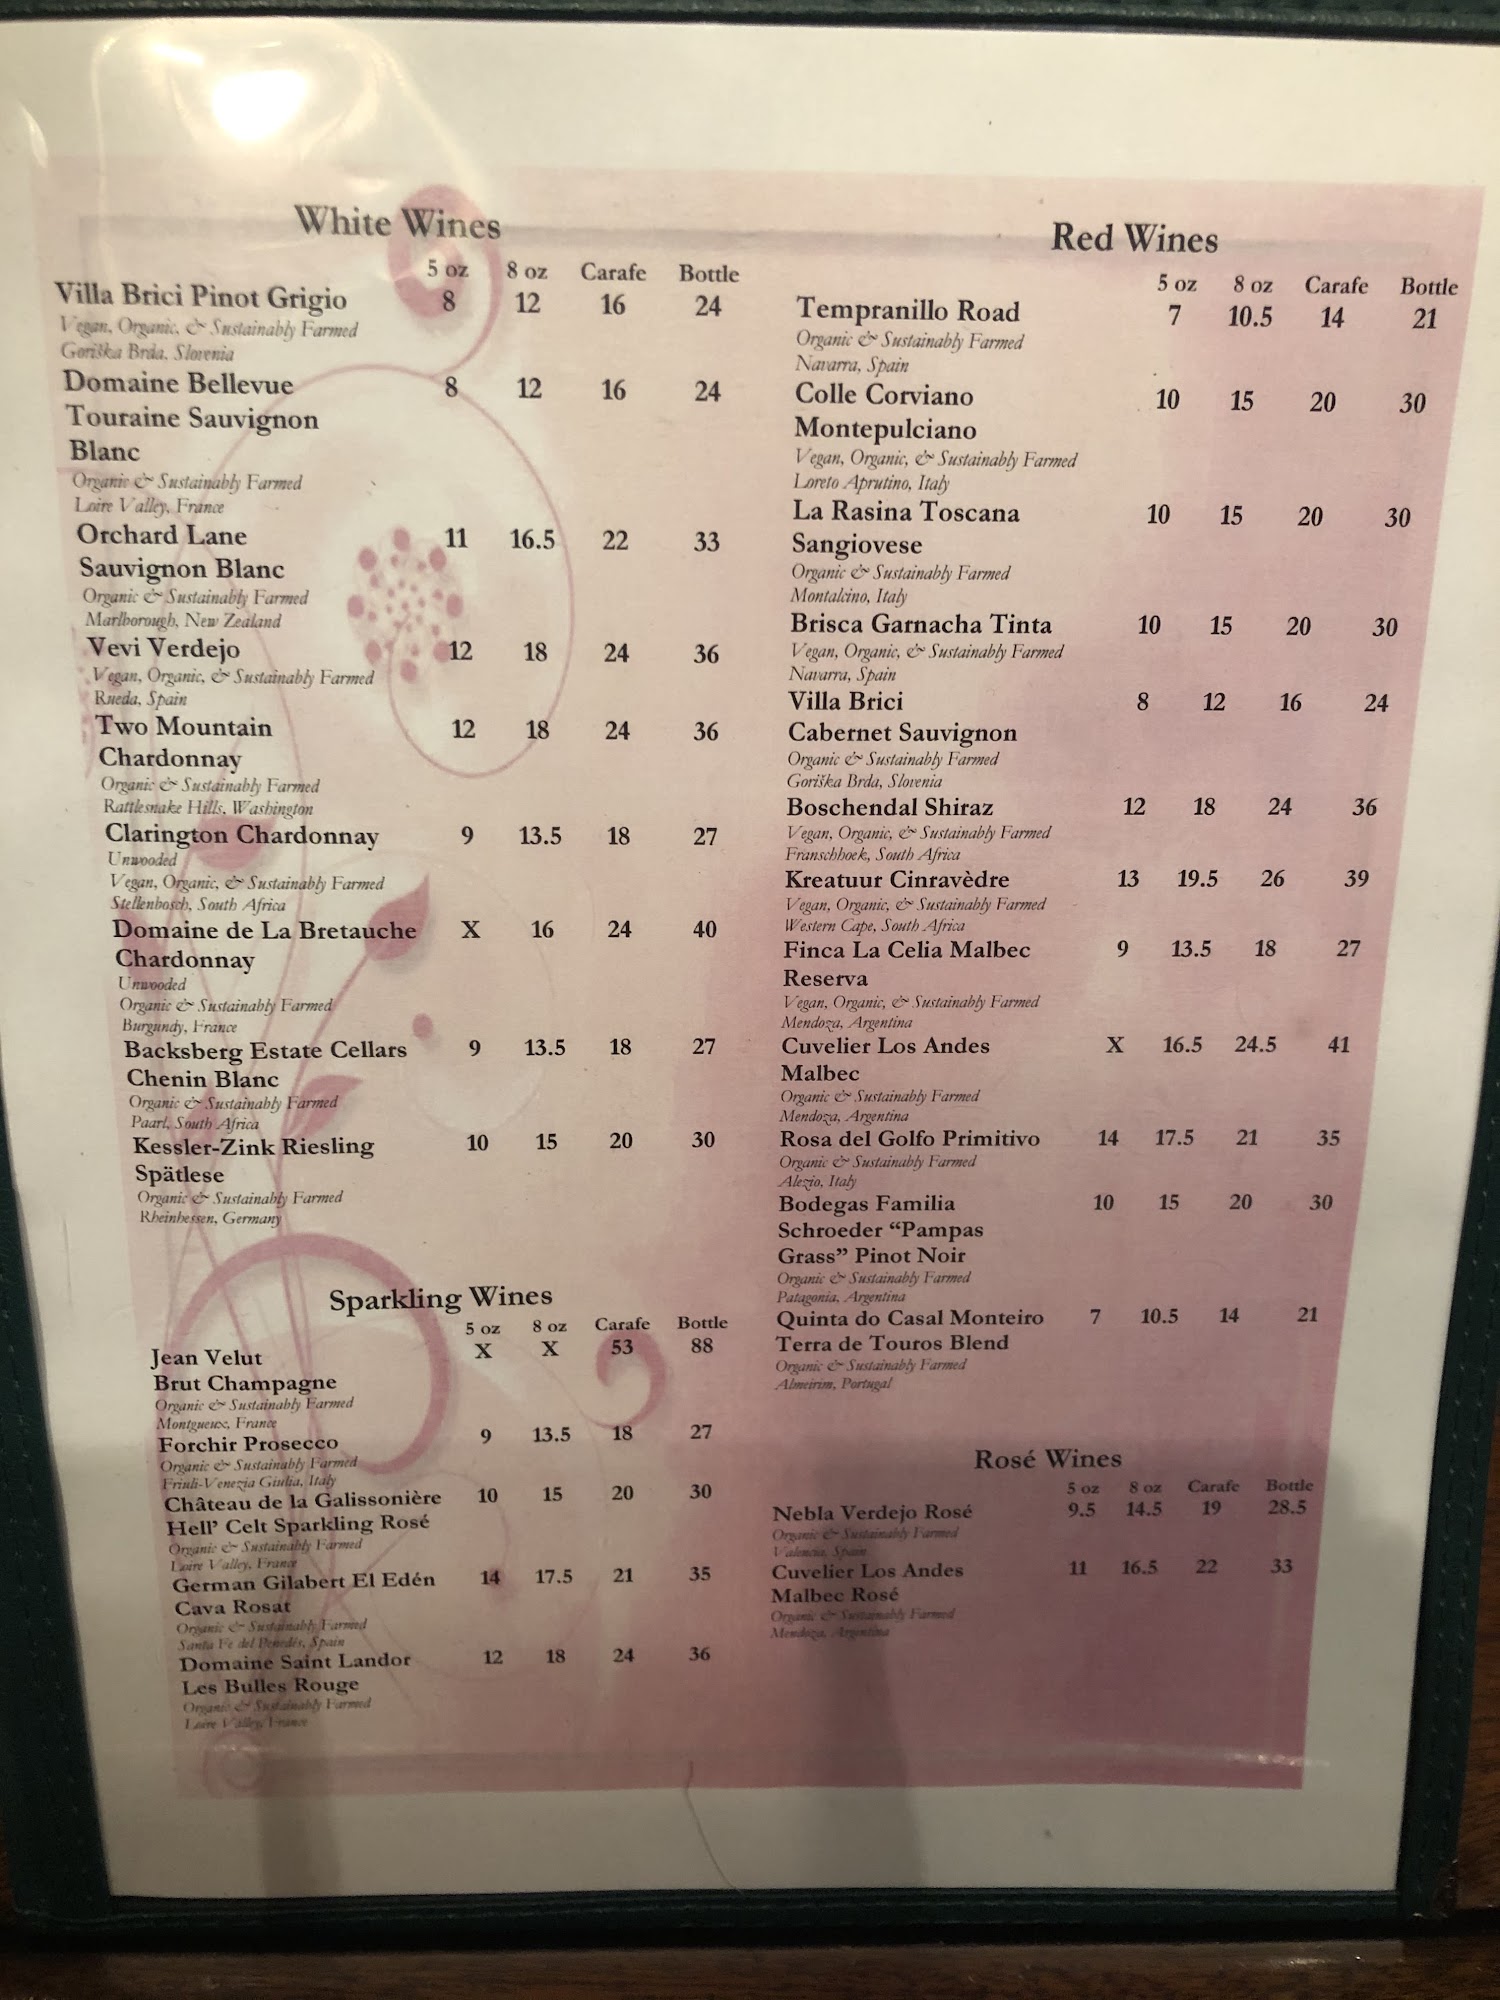 White Wines
5 oz 8 oz Carafe Bottle
Villa Brici Pinot Grigio 8 12 16 24
Vegan, Organic, & Sustainably Farmed
Goriška Brda, Slovenia
Domaine Bellevue 8 12 16 24
Touraine Sauvignon
Blanc
Organic & Sustainably Farmed
Loire Valley, France
Orchard Lane 11 16.5 22 33
Sauvignon Blanc
Organic & Sustainably Farmed
Marlborough, New Zealand
Vevi Verdejo 12 18 24 36
Vegan, Organic, & Sustainably Farmed
Rueda, Spain
Two Mountain 12 18 24 36
Chardonnay
Organic & Sustainably Farmed
Rattlesnake Hills, Washington
Clarington Chardonnay 9 13.5 18 27
Unwooded
Vegan, Organic, & Sustainably Farmed
Stellenbosch, South Africa
Domaine de La Bretauche X 16 24 40
Chardonnay
Unwooded
Organic & Sustainably Farmed
Burgundy, France
Backsberg Estate Cellars 9 13.5 18 27
Chenin Blanc
Organic & Sustainably Farmed
Paarl, South Africa
Kessler-Zink Riesling 10 15 20 30
Spätlese
Organic & Sustainably Farmed
Rheinhessen, Germany
Sparkling Wines
5 oz 8 oz Carafe Bottle
Jean Velut X X 53 88
Brut Champagne
Organic & Sustainably Farmed
Montgueux, France
Forchir Prosecco 9 13.5 18 27
Organic & Sustainably Farmed
Friuli-Venezia Giulia, Italy
Château de la Galissonière 10 15 20 30
Hell' Celt Sparkling Rosé
Organic & Sustainably Farmed
Loire Valley, France
German Gilabert El Edén 14 17.5 21 35
Cava Rosat
Organic & Sustainably Farmed
Santa Fe del Penedés, Spain
Domaine Saint Landor 12 18 24 36
Les Bulles Rouge
Organic & Sustainably Farmed
Loire Valley, France
Red Wines
5 oz 8 oz Carafe Bottle
Tempranillo Road 7 10.5 14 21
Organic & Sustainably Farmed
Navarra, Spain
Colle Corviano 10 15 20 30
Montepulciano
Vegan, Organic, & Sustainably Farmed
Loreto Aprutino, Italy
La Rasina Toscana 10 15 20 30
Sangiovese
Organic & Sustainably Farmed
Montalcino, Italy
Brisca Garnacha Tinta 10 15 20 30
Vegan, Organic, & Sustainably Farmed
Navarra, Spain
Villa Brici 8 12 16 24
Cabernet Sauvignon
Organic & Sustainably Farmed
Goriška Brda, Slovenia
Boschendal Shiraz 12 18 24 36
Vegan, Organic, & Sustainably Farmed
Franschhoek, South Africa
Kreatuur Cinravèdre 13 19.5 26 39
Vegan, Organic, & Sustainably Farmed
Western Cape, South Africa
Finca La Celia Malbec 9 13.5 18 27
Reserva
Vegan, Organic, & Sustainably Farmed
Mendoza, Argentina
Cuvelier Los Andes X 16.5 24.5 41
Malbec
Organic & Sustainably Farmed
Mendoza, Argentina
Rosa del Golfo Primitivo 14 17.5 21 35
Organic & Sustainably Farmed
Alezio, Italy
Bodegas Familia 10 15 20 30
Schroeder “Pampas
Grass” Pinot Noir
Organic & Sustainably Farmed
Patagonia, Argentina
Quinta do Casal Monteiro 7 10.5 14 21
Terra de Touros Blend
Organic & Sustainably Farmed
Almeirim, Portugal
Rosé Wines
5 oz 8 oz Carafe Bottle
Nebla Verdejo Rosé 9.5 14.5 19 28.5
Organic & Sustainably Farmed
Valencia, Spain
Cuvelier Los Andes 11 16.5 22 33
Malbec Rosé
Organic & Sustainably Farmed
Mendoza, Argentina